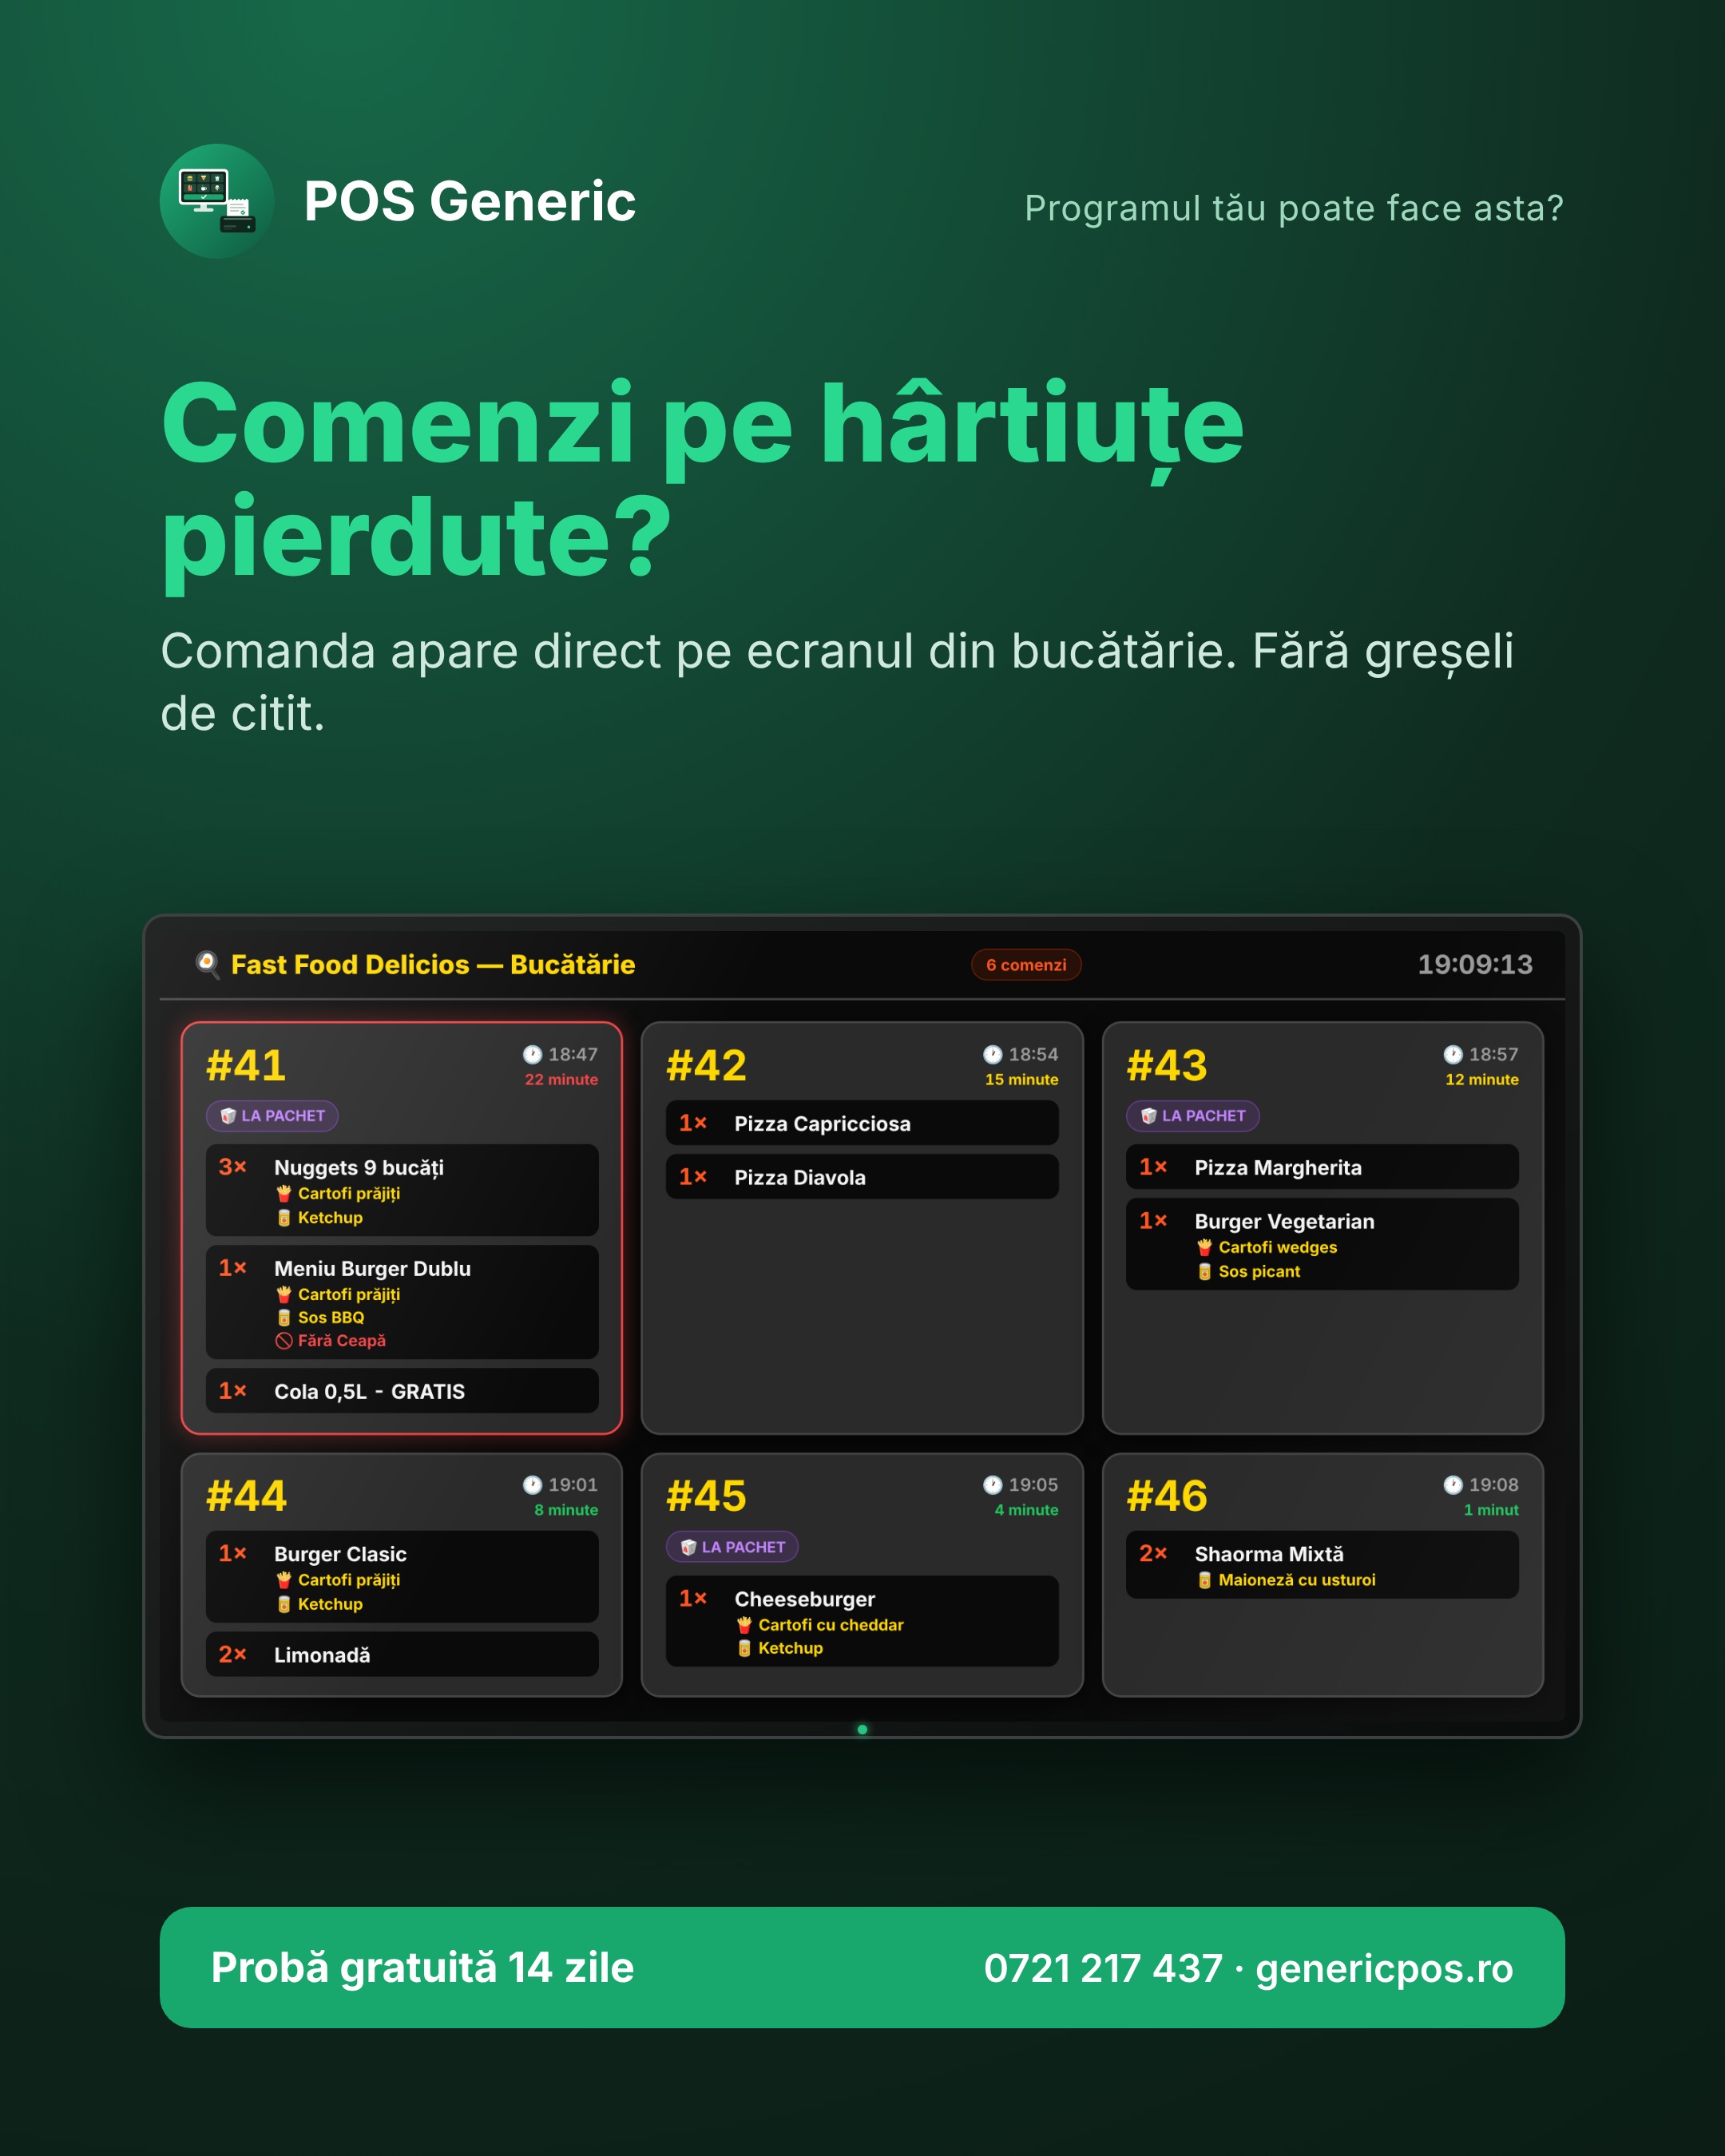 POS Generic
Programul tău poate face asta?
Comenzi pe hârtiuțe
pierdute?
Comanda apare direct pe ecranul din bucătărie. Fără greșeli
de citit.
Fast Food Delicios — Bucătărie
6 comenzi
19:09:13
#41
18:47
22 minute
LA PACHET
3× Nuggets 9 bucăți
Cartofi prăjiți
Ketchup
1× Meniu Burger Dublu
Cartofi prăjiți
Sos BBQ
Fără Ceapă
1× Cola 0,5L - GRATIS
#42
18:54
15 minute
1× Pizza Capricciosa
1× Pizza Diavola
#43
18:57
12 minute
LA PACHET
1× Pizza Margherita
1× Burger Vegetarian
Cartofi wedges
Sos picant
#44
19:01
8 minute
1× Burger Clasic
Cartofi prăjiți
Ketchup
2× Limonadă
#45
19:05
4 minute
LA PACHET
1× Cheeseburger
Cartofi cu cheddar
Ketchup
#46
19:08
1 minut
2× Shaorma Mixtă
Maioneză cu usturoi
Probă gratuită 14 zile
0721 217 437 · genericpos.ro